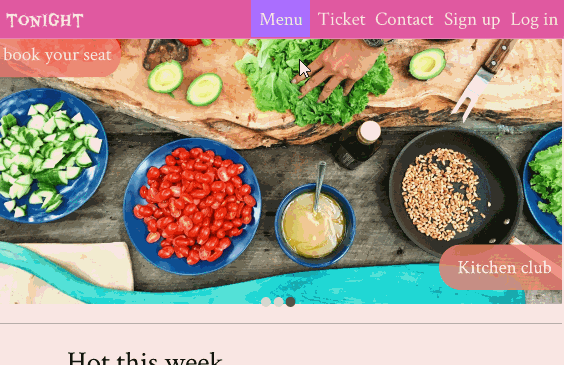 TONIGHT
Menu Ticket Contact Sign up Log in
book your seat
Kitchen club
Hot this week